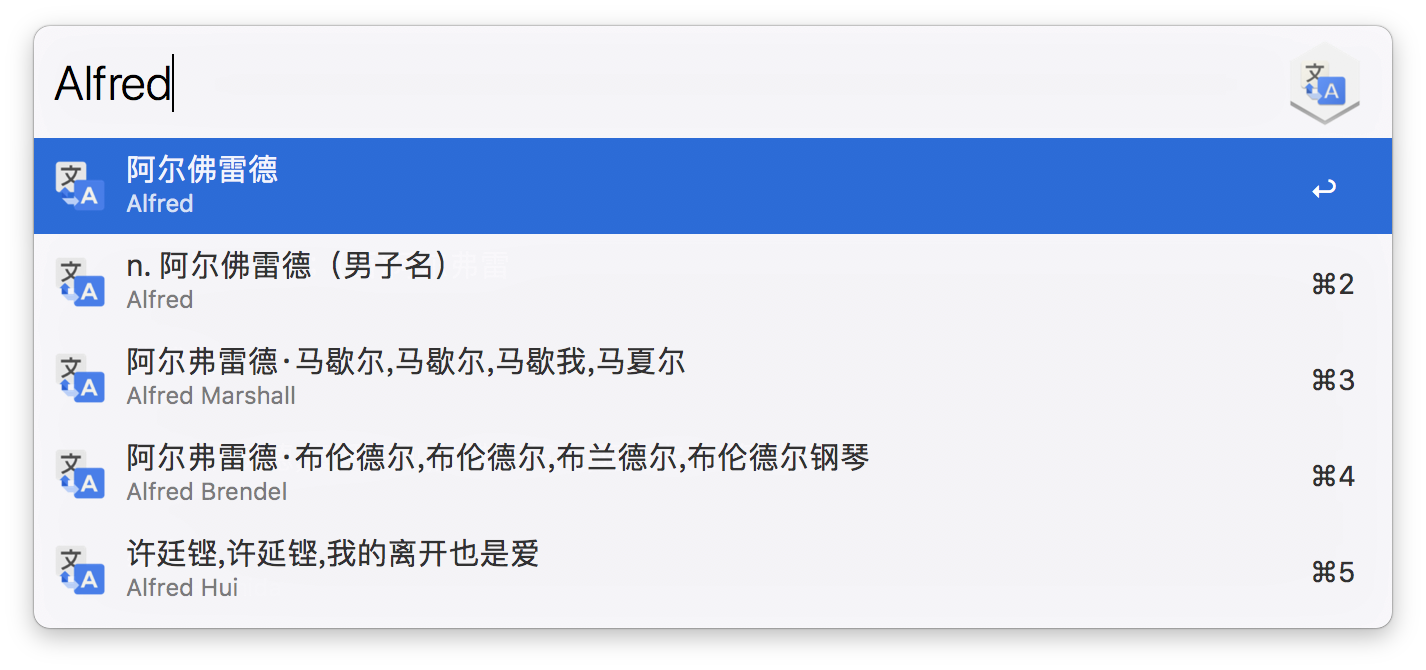 Alfred
阿尔佛雷德
Alfred
n. 阿尔佛雷德（男子名）
Alfred
⌘2
阿尔弗雷德·马歇尔,马歇尔,马歇我,马夏尔
Alfred Marshall
⌘3
阿尔弗雷德·布伦德尔,布伦德尔,布兰德尔,布伦德尔钢琴
Alfred Brendel
⌘4
许廷铿,许延铿,我的离开也是爱
Alfred Hui
⌘5